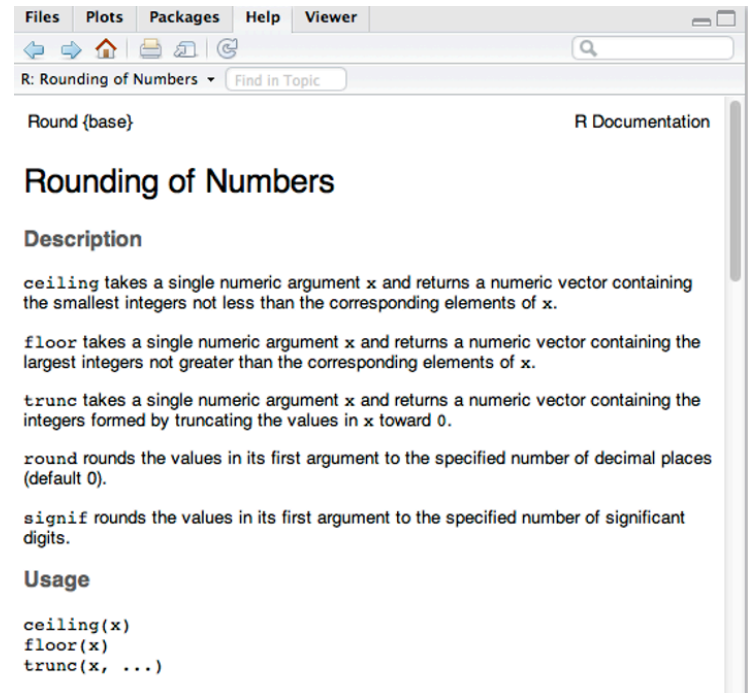 Files Plots Packages Help Viewer
R: Rounding of Numbers Find in Topic
Round {base} R Documentation
Rounding of Numbers
Description
ceiling takes a single numeric argument x and returns a numeric vector containing
the smallest integers not less than the corresponding elements of x.
floor takes a single numeric argument x and returns a numeric vector containing the
largest integers not greater than the corresponding elements of x.
trunc takes a single numeric argument x and returns a numeric vector containing the
integers formed by truncating the values in x toward 0.
round rounds the values in its first argument to the specified number of decimal places
(default 0).
signif rounds the values in its first argument to the specified number of significant
digits.
Usage
ceiling(x)
floor(x)
trunc(x, ...)